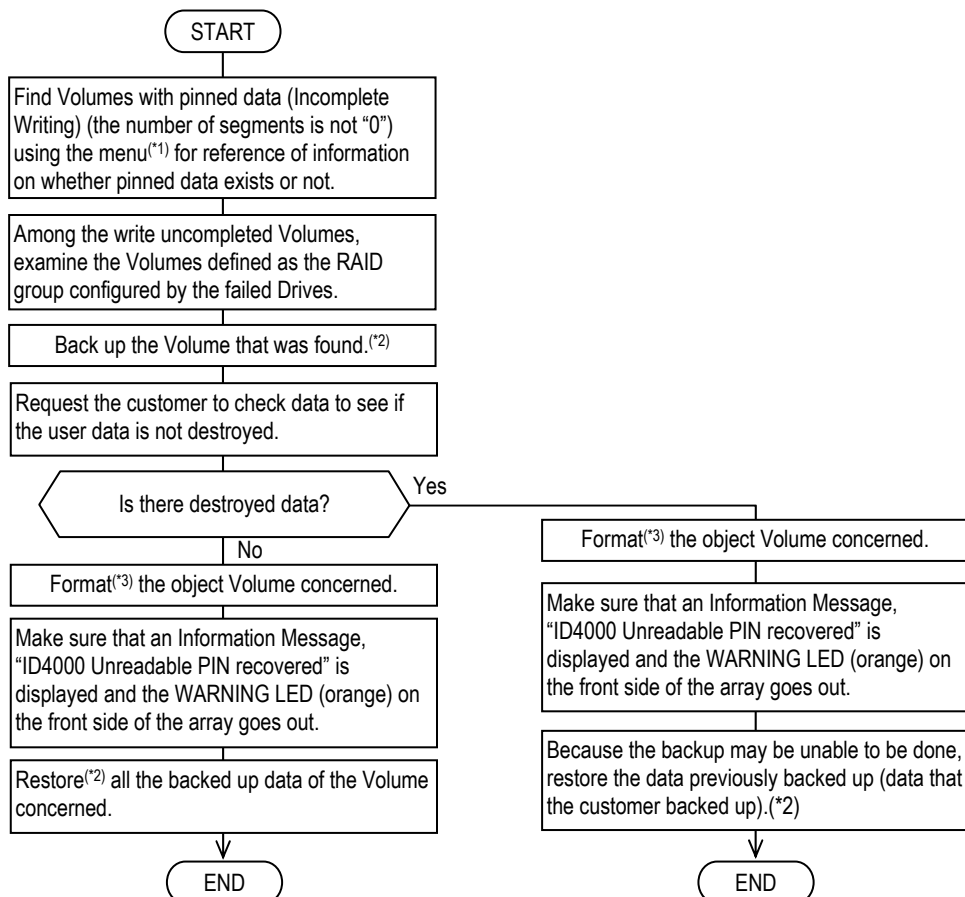 START
Find Volumes with pinned data (Incomplete
Writing) (the number of segments is not “0”)
using the menu(*1) for reference of information
on whether pinned data exists or not.
Among the write uncompleted Volumes,
examine the Volumes defined as the RAID
group configured by the failed Drives.
Back up the Volume that was found.(*2)
Request the customer to check data to see if
the user data is not destroyed.
Is there destroyed data?
Yes
No
Format(*3) the object Volume concerned.
Make sure that an Information Message,
“ID4000 Unreadable PIN recovered” is
displayed and the WARNING LED (orange) on
the front side of the array goes out.
Restore(*2) all the backed up data of the Volume
concerned.
END
Format(*3) the object Volume concerned.
Make sure that an Information Message,
“ID4000 Unreadable PIN recovered” is
displayed and the WARNING LED (orange) on
the front side of the array goes out.
Because the backup may be unable to be done,
restore the data previously backed up (data that
the customer backed up).(*2)
END